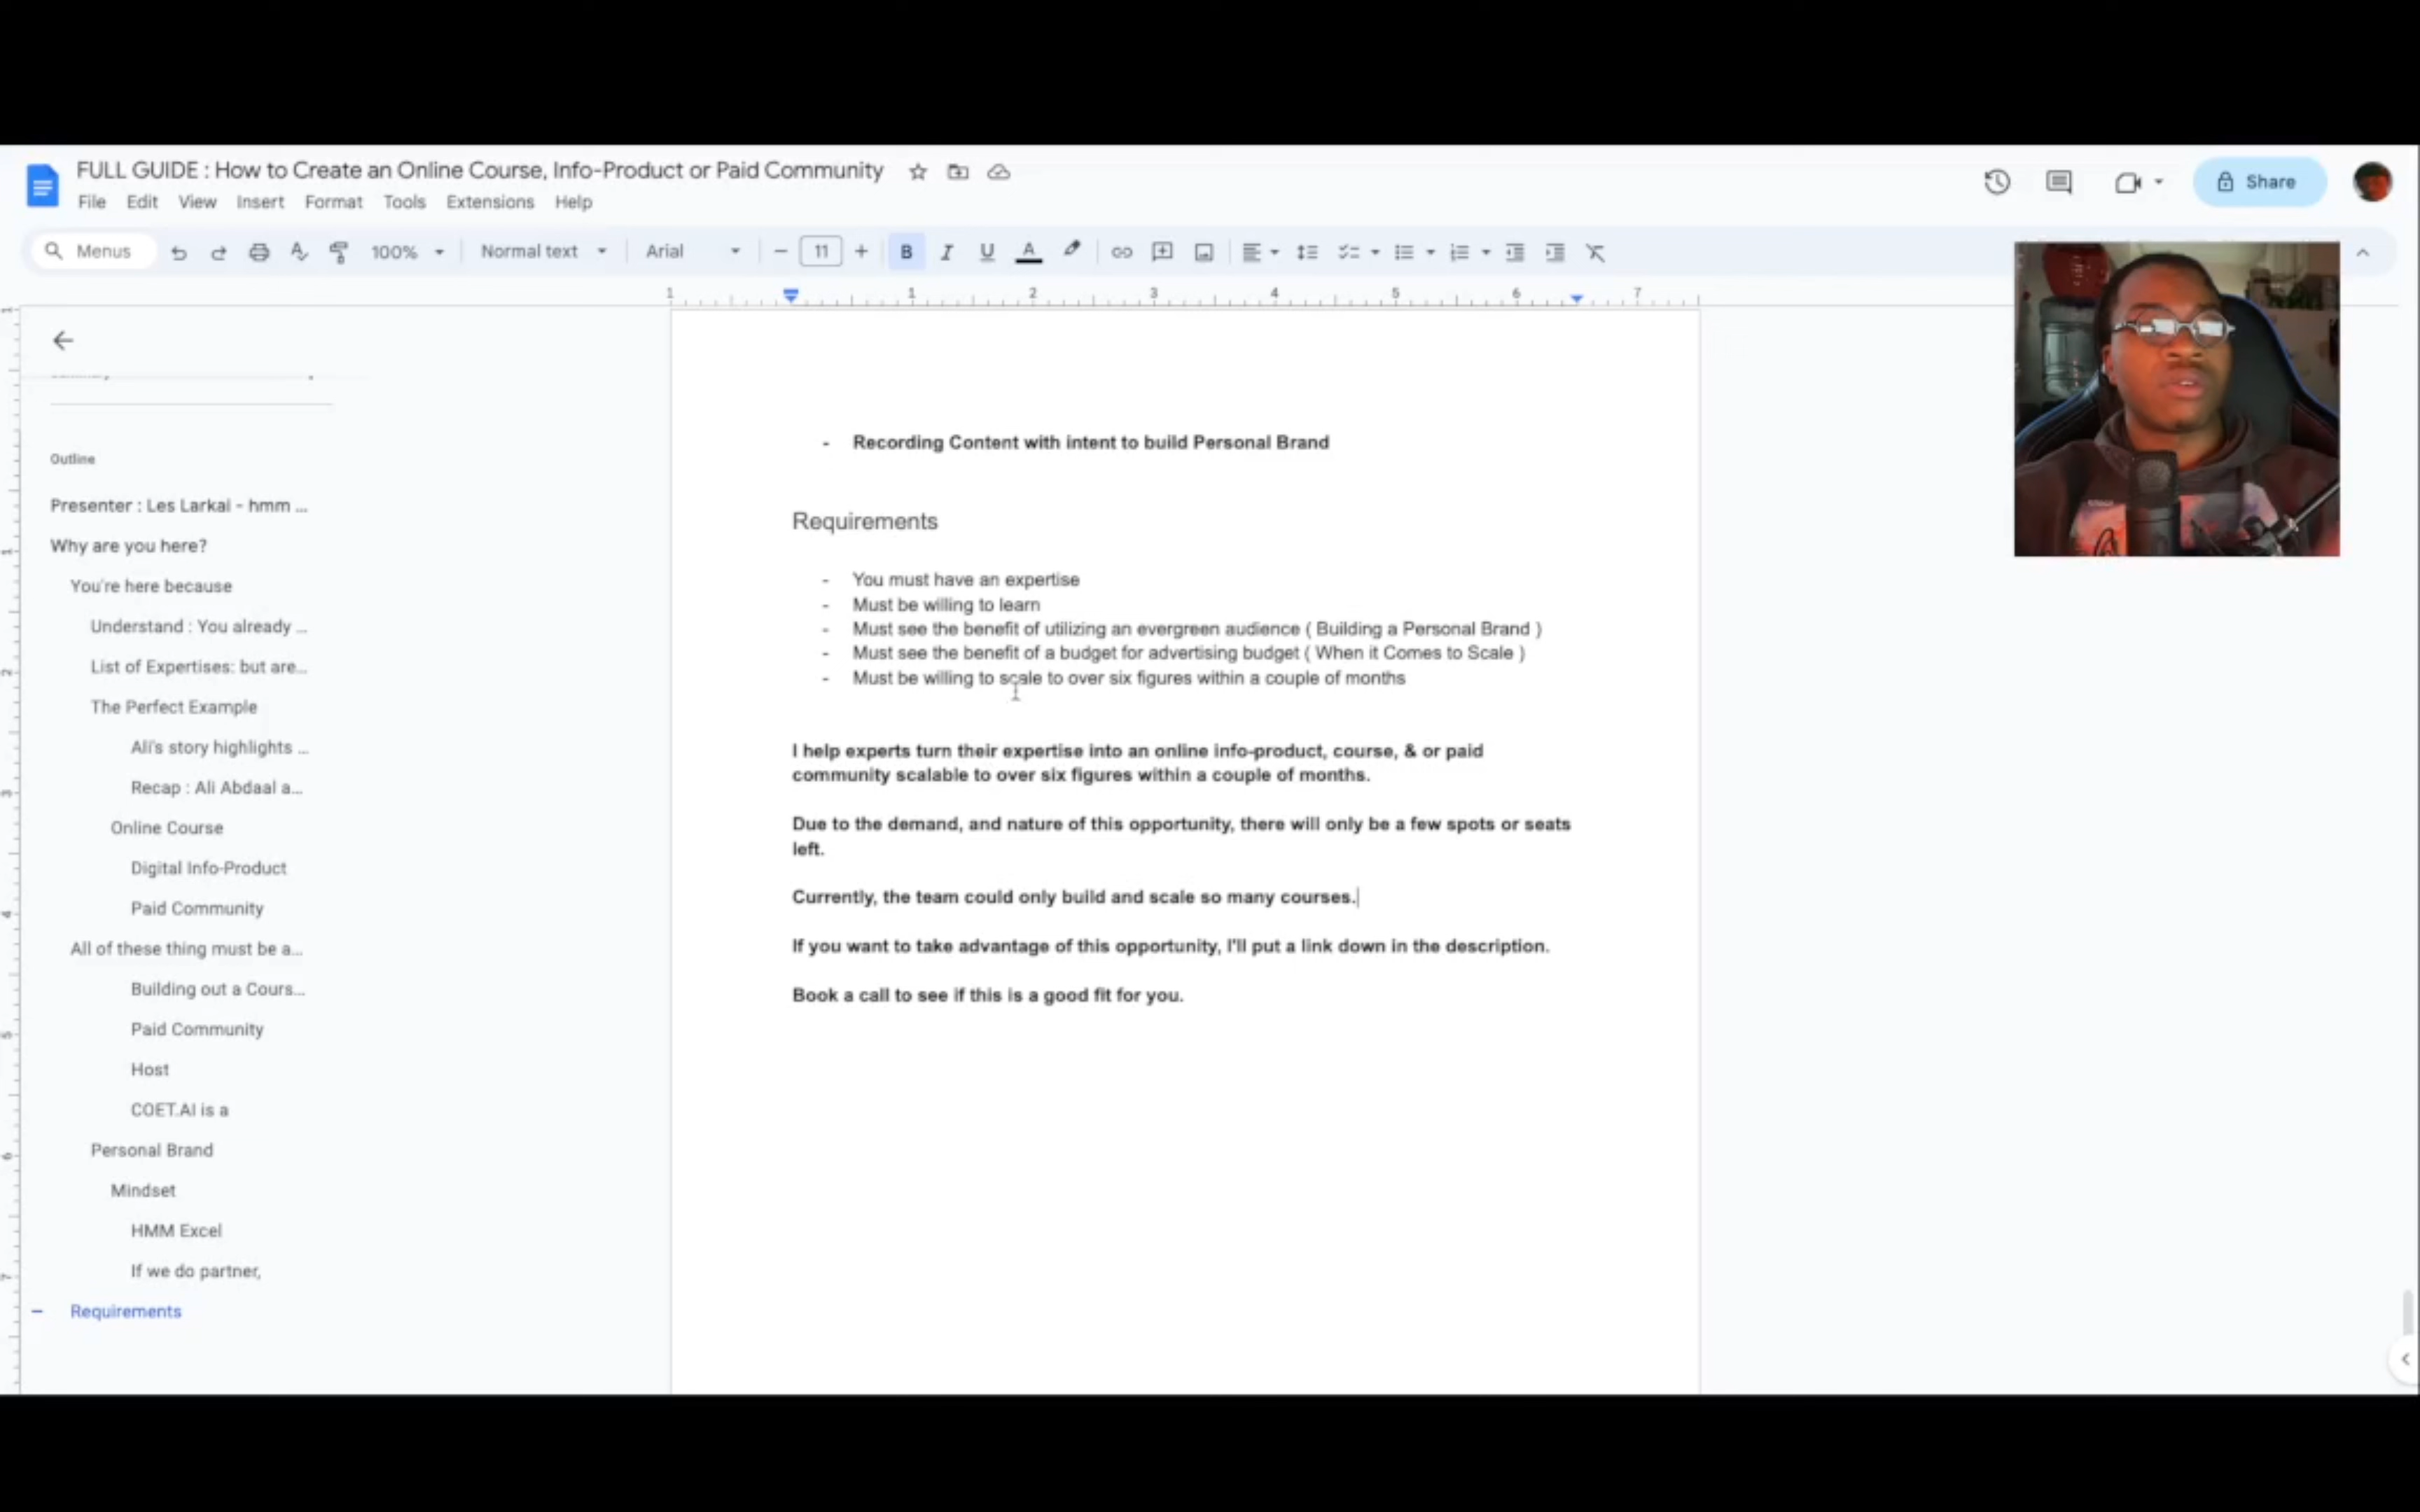 FULL GUIDE : How to Create an Online Course, Info-Product or Paid Community
File Edit View Insert Format Tools Extensions Help
Share
Menus 100% Normal text Arial 11 B I U A
1 1 2 3 4 5 6 7
Outline
Presenter : Les Larkai - hmm ...
Why are you here?
You're here because
Understand : You already ...
List of Expertises: but are...
The Perfect Example
Ali's story highlights ...
Recap : Ali Abdaal a...
Online Course
Digital Info-Product
Paid Community
All of these thing must be a...
Building out a Cours...
Paid Community
Host
COET.AI is a
Personal Brand
Mindset
HMM Excel
If we do partner,
Requirements
- Recording Content with intent to build Personal Brand
Requirements
- You must have an expertise
- Must be willing to learn
- Must see the benefit of utilizing an evergreen audience ( Building a Personal Brand )
- Must see the benefit of a budget for advertising budget ( When it Comes to Scale )
- Must be willing to scale to over six figures within a couple of months
I help experts turn their expertise into an online info-product, course, & or paid
community scalable to over six figures within a couple of months.
Due to the demand, and nature of this opportunity, there will only be a few spots or seats
left.
Currently, the team could only build and scale so many courses.
If you want to take advantage of this opportunity, I'll put a link down in the description.
Book a call to see if this is a good fit for you.